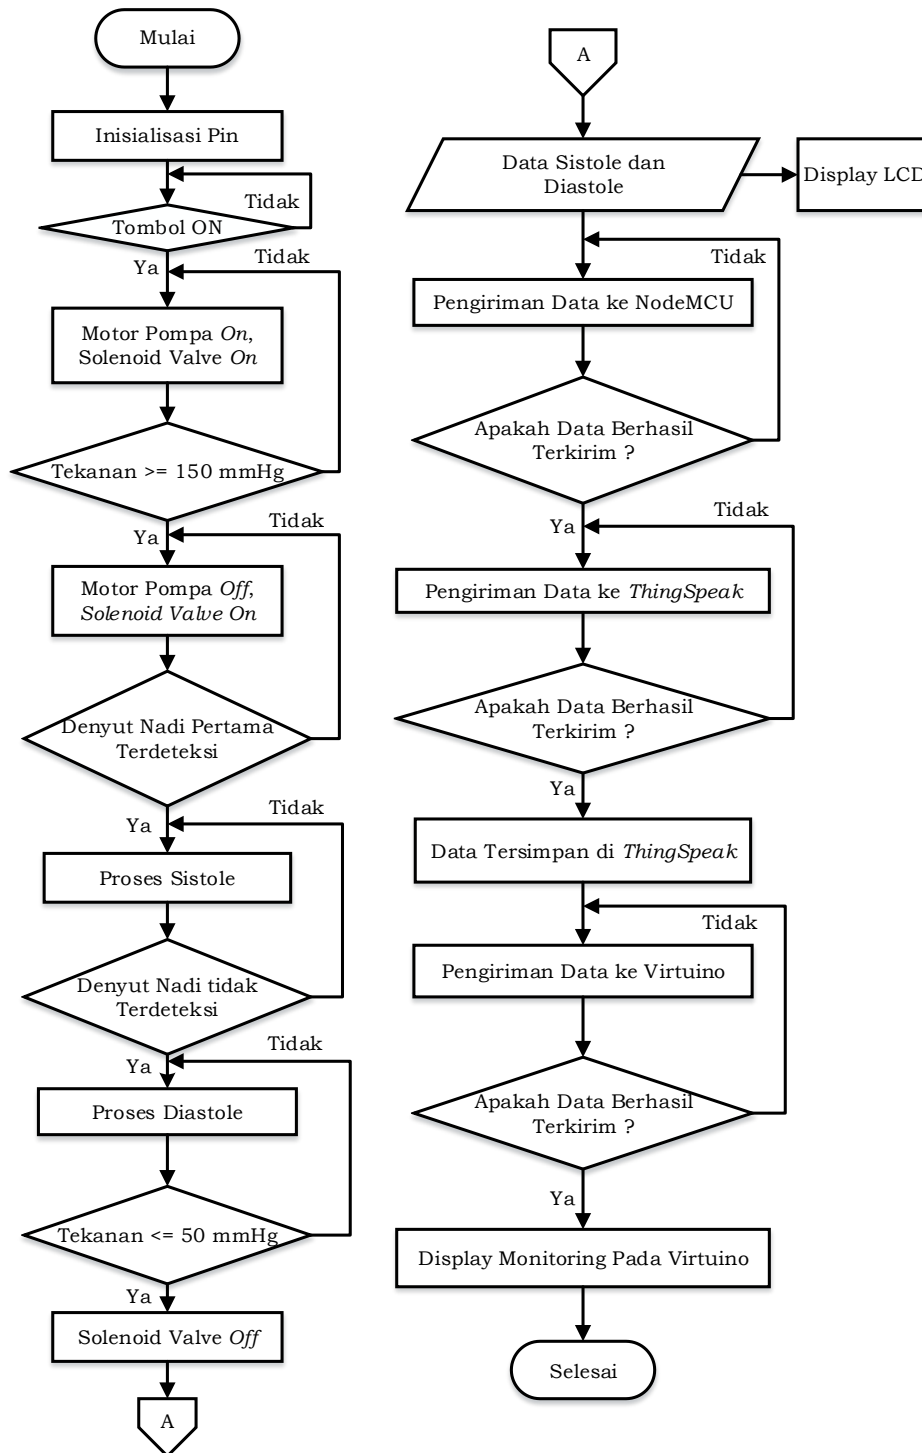 Mulai
Inisialisasi Pin
Tidak
Tombol ON
Ya
Tidak
Motor Pompa On,
Solenoid Valve On
Tekanan >= 150 mmHg
Ya
Tidak
Motor Pompa Off,
Solenoid Valve On
Denyut Nadi Pertama
Terdeteksi
Ya
Tidak
Proses Sistole
Denyut Nadi tidak
Terdeteksi
Ya
Tidak
Proses Diastole
Tekanan <= 50 mmHg
Ya
Solenoid Valve Off
A
A
Data Sistole dan
Diastole
Display LCD
Tidak
Pengiriman Data ke NodeMCU
Apakah Data Berhasil
Terkirim ?
Ya
Tidak
Pengiriman Data ke ThingSpeak
Apakah Data Berhasil
Terkirim ?
Ya
Data Tersimpan di ThingSpeak
Tidak
Pengiriman Data ke Virtuino
Apakah Data Berhasil
Terkirim ?
Ya
Display Monitoring Pada Virtuino
Selesai